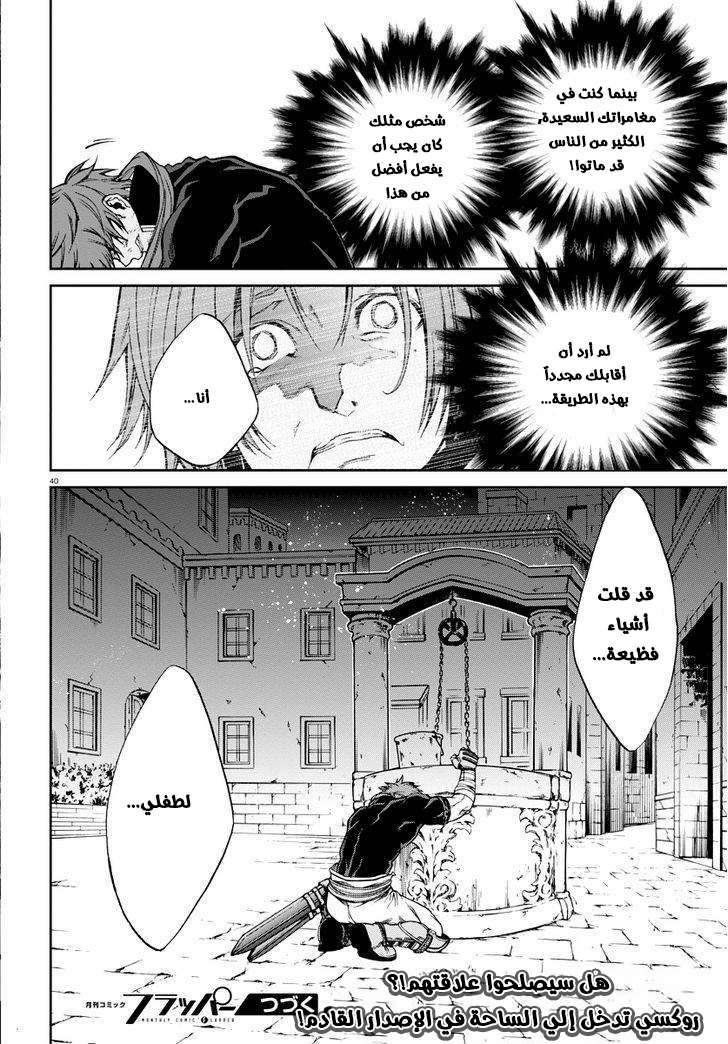 بينما كنت في
مغامراتك السعيدة,
الكثير من الناس
قد ماتوا!
شخص مثلك
كان يجب أن
يفعل أفضل
من هذا
لم أرد أن
أقابلك مجدداً
بهذه الطريقة...
أنا...
40
قد قلت
أشياء
فظيعة...
لطفلي...
هل سيصلحوا علاقتهم!؟
روكسي تدخل إلي الساحة في الإصدار القادم!
月刊コミック フラッパー つづく
MONTHLY COMIC FLAPPER